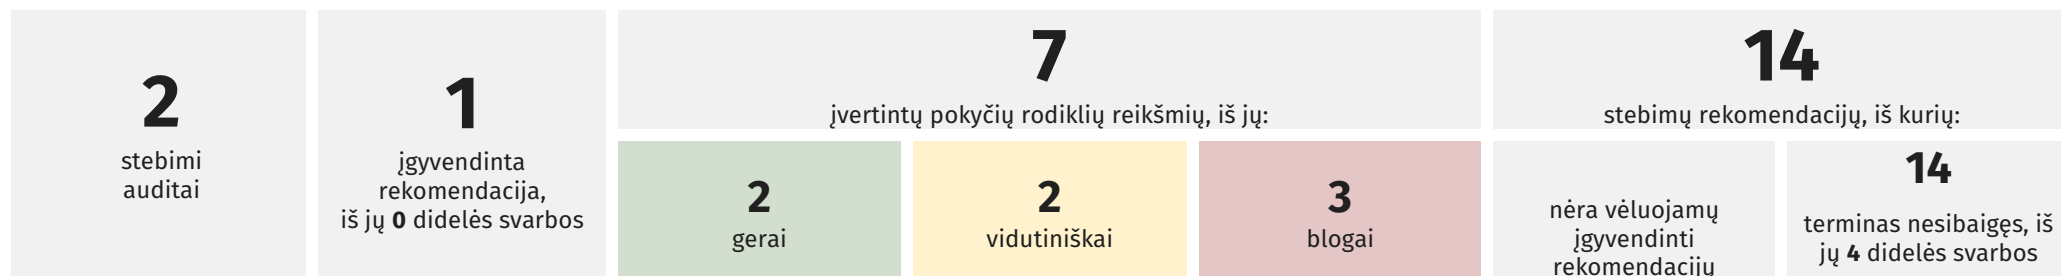 2
stebimi
auditai
1
įgyvendinta
rekomendacija,
iš jų 0 didelės svarbos
7
įvertintų pokyčių rodiklių reikšmių, iš jų:
2
gerai
2
vidutiniškai
3
blogai
14
stebimų rekomendacijų, iš kurių:
nėra vėluojamų
įgyvendinti
rekomendacijų
14
terminas nesibaigęs, iš
jų 4 didelės svarbos